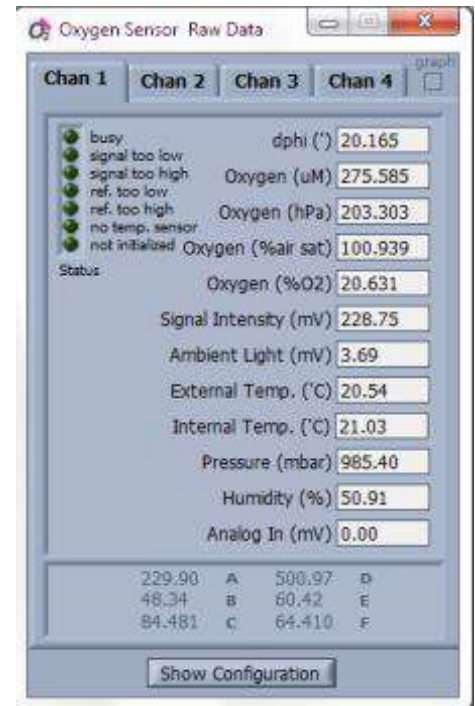 Oxygen Sensor Raw Data
graph
Chan 1 Chan 2 Chan 3 Chan 4
busy
signal too low
signal too high
ref. too low
ref. too high
no temp. sensor
not initialized
Status
dphi (°) 20.165
Oxygen (uM) 275.585
Oxygen (hPa) 203.303
Oxygen (%air sat) 100.939
Oxygen (%O2) 20.631
Signal Intensity (mV) 228.75
Ambient Light (mV) 3.69
External Temp. (°C) 20.54
Internal Temp. (°C) 21.03
Pressure (mbar) 985.40
Humidity (%) 50.91
Analog In (mV) 0.00
229.90 A 500.97 D
48.34 B 60.42 E
84.481 C 64.410 F
Show Configuration